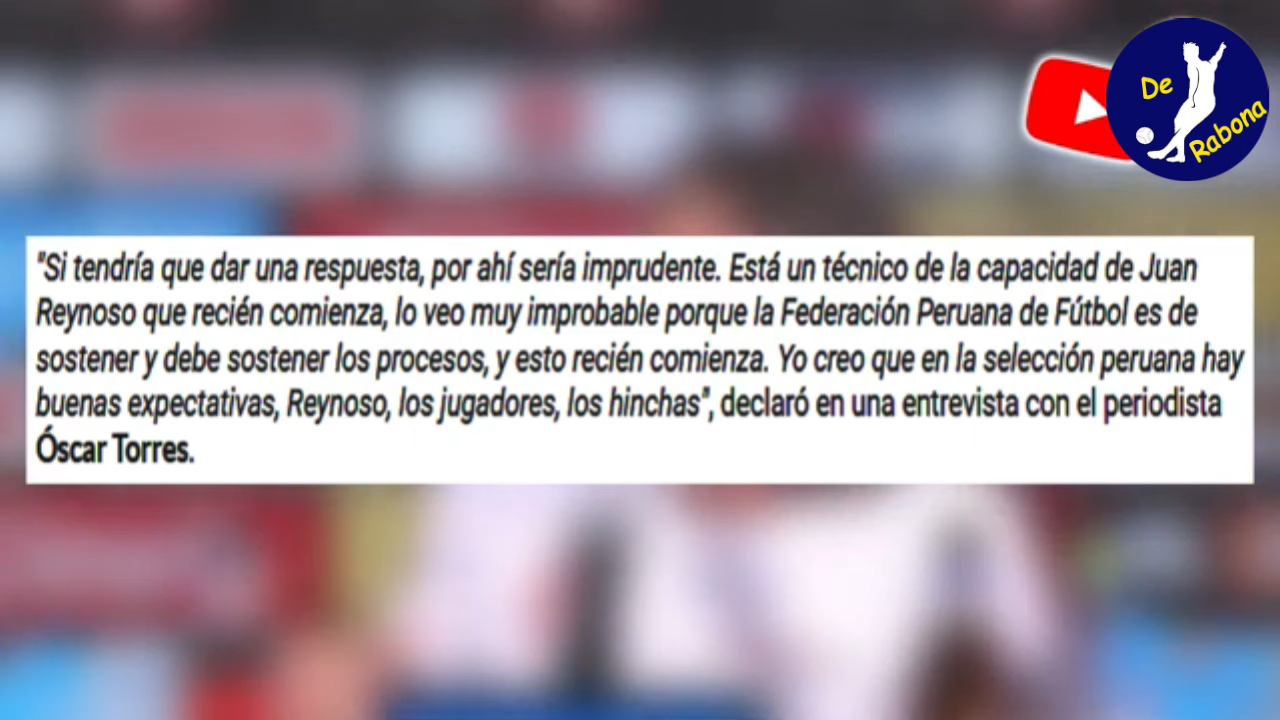 De
Rabona
"Si tendría que dar una respuesta, por ahí sería imprudente. Está un técnico de la capacidad de Juan
Reynoso que recién comienza, lo veo muy improbable porque la Federación Peruana de Fútbol es de
sostener y debe sostener los procesos, y esto recién comienza. Yo creo que en la selección peruana hay
buenas expectativas, Reynoso, los jugadores, los hinchas", declaró en una entrevista con el periodista
Óscar Torres.